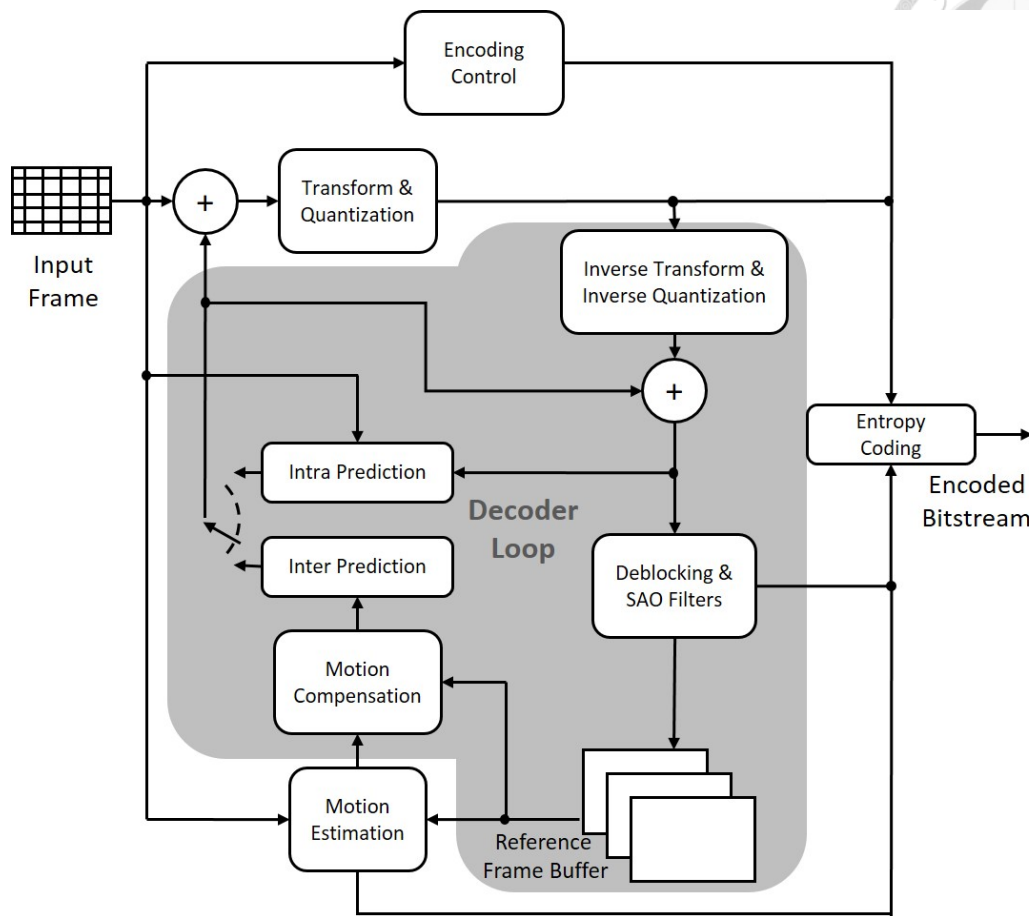 Encoding
Control
+
Transform &
Quantization
Input
Frame
Inverse Transform &
Inverse Quantization
+
Entropy
Coding
Encoded
Bitstream
Intra Prediction
Decoder
Loop
Inter Prediction
Deblocking &
SAO Filters
Motion
Compensation
Motion
Estimation
Reference
Frame Buffer